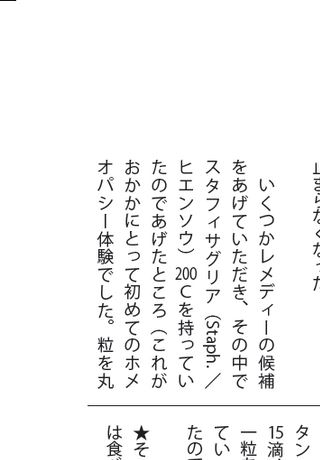 止まらなくなった
いくつかレメディーの候補
をあげていただき、その中で
スタフィサグリア（Staph.／
ヒエンソウ）200Cを持ってい
たのであげたところ（これが
おかかにとって初めてのホメ
オパシー体験でした。粒を丸
タン
15滴
一粒
てい
たの
★そ
は食